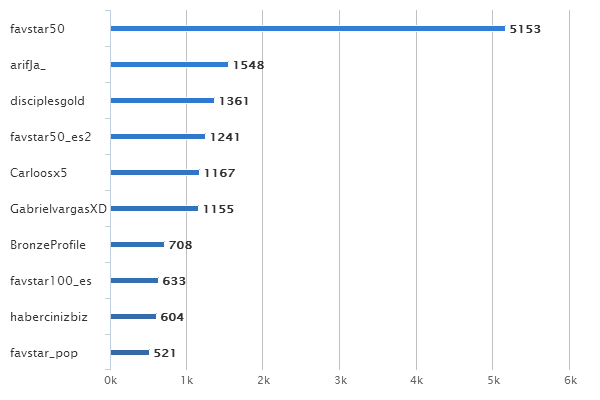 favstar50 5153
arifJa_ 1548
disciplesgold 1361
favstar50_es2 1241
Carloosx5 1167
GabrielvargasXD 1155
BronzeProfile 708
favstar100_es 633
habercinizbiz 604
favstar_pop 521
0k 1k 2k 3k 4k 5k 6k